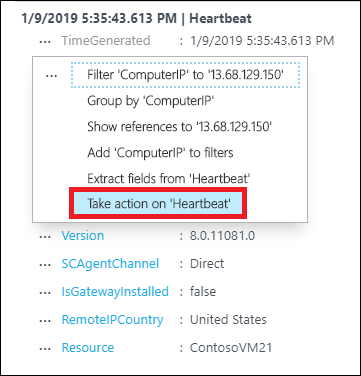 1/9/2019 5:35:43.613 PM | Heartbeat
... TimeGenerated : 1/9/2019 5:35:43.613 PM
... Filter 'ComputerIP' to '13.68.129.150'
Group by 'ComputerIP'
Show references to '13.68.129.150'
Add 'ComputerIP' to filters
Extract fields from 'Heartbeat'
Take action on 'Heartbeat'
... Version : 8.0.11081.0
... SCAgentChannel : Direct
... IsGatewayInstalled : false
... RemoteIPCountry : United States
... Resource : ContosoVM21